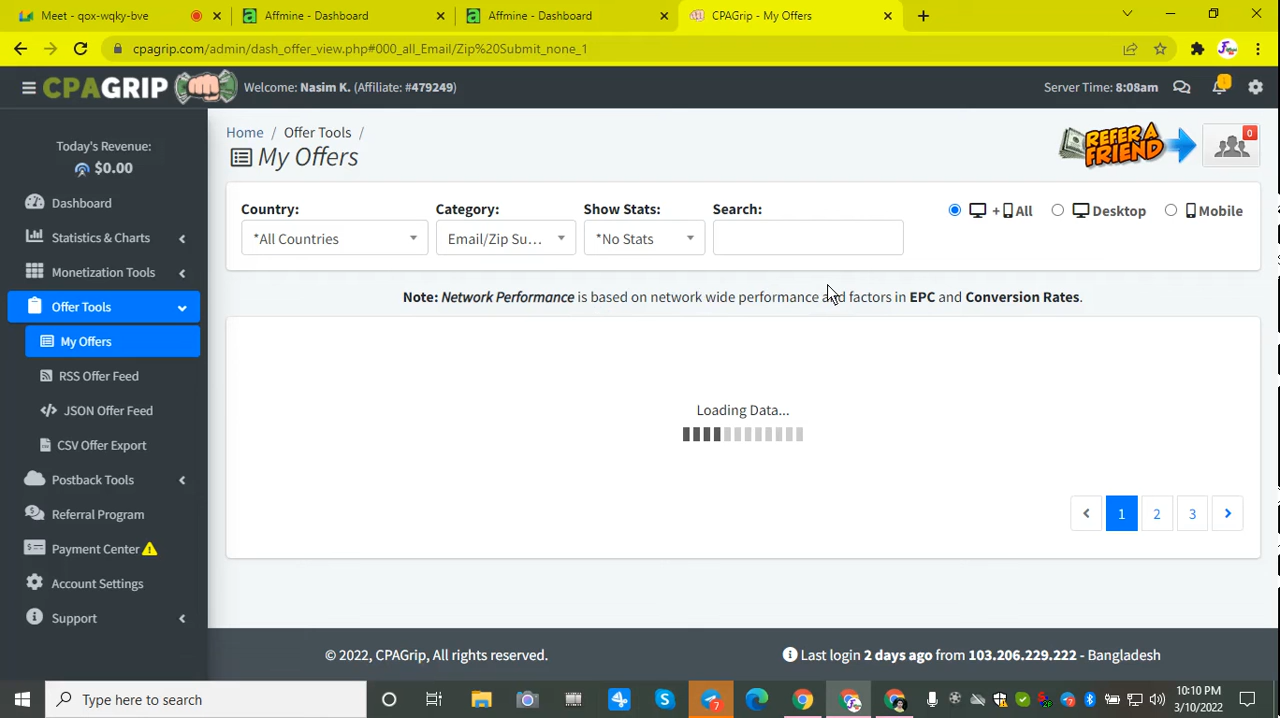 Meet - qox-wqky-bve
Affmine - Dashboard
Affmine - Dashboard
CPAGrip - My Offers
cpagrip.com/admin/dash_offer_view.php#000_all_Email/Zip%20Submit_none_1
CPAGRIP
Welcome: Nasim K. (Affiliate: #479249)
Server Time: 8:08am
1
Today's Revenue:
$0.00
Dashboard
Statistics & Charts
Monetization Tools
Offer Tools
My Offers
RSS Offer Feed
JSON Offer Feed
CSV Offer Export
Postback Tools
Referral Program
Payment Center
Account Settings
Support
Home / Offer Tools /
My Offers
REFER A FRIEND
0
Country:
*All Countries
Category:
Email/Zip Su...
Show Stats:
*No Stats
Search:
+ All
Desktop
Mobile
Note: Network Performance is based on network wide performance and factors in EPC and Conversion Rates.
Loading Data...
1 2 3
© 2022, CPAGrip, All rights reserved.
Last login 2 days ago from 103.206.229.222 - Bangladesh
Type here to search
7
10:10 PM
3/10/2022